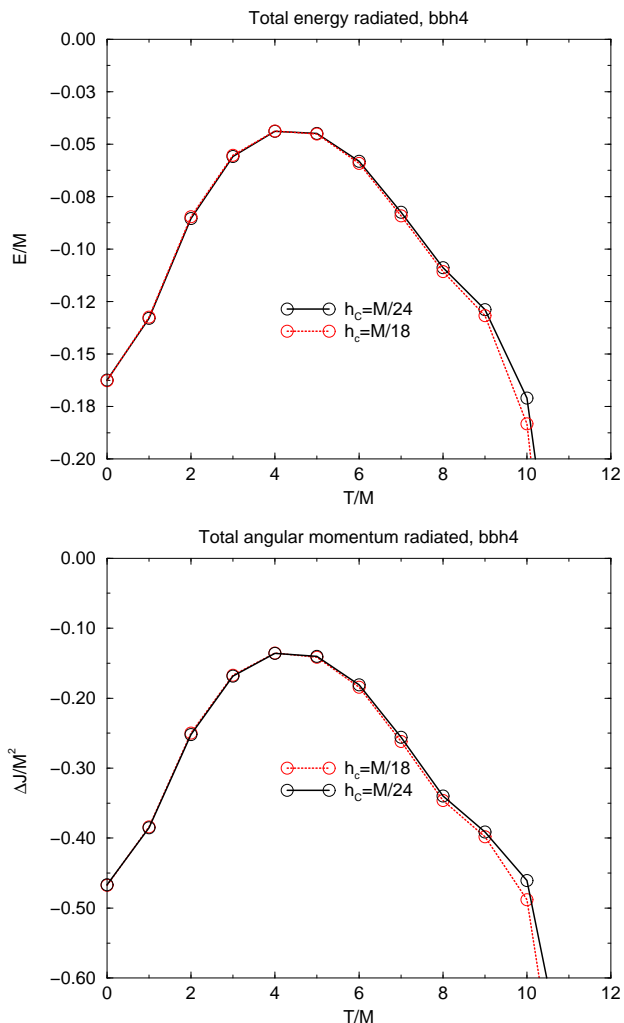 Total energy radiated, bbh4
0.00
−0.03
−0.05
−0.08
−0.10
−0.12
−0.15
−0.18
−0.20
E/M
h_C=M/24
h_c=M/18
0 2 4 6 8 10 12
T/M
Total angular momentum radiated, bbh4
0.00
−0.10
−0.20
−0.30
−0.40
−0.50
−0.60
ΔJ/M²
h_c=M/18
h_C=M/24
0 2 4 6 8 10 12
T/M